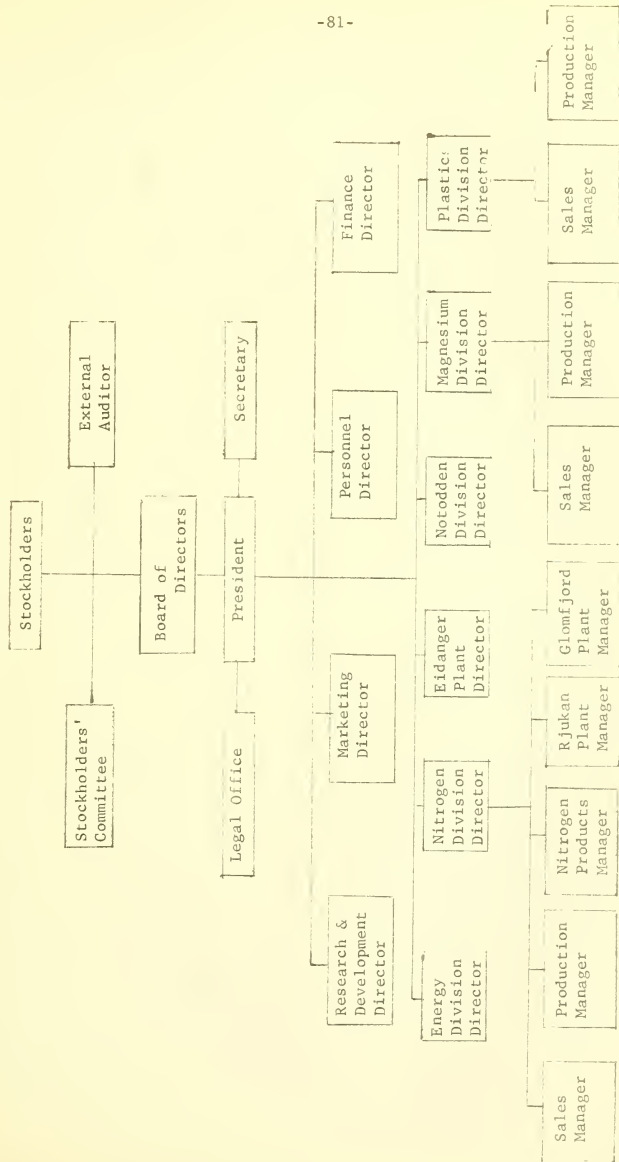 -81-
Stockholders
Stockholders'
Committee
External
Auditor
Board of
Directors
Legal Office
President
Secretary
Research &
Development
Director
Marketing
Director
Personnel
Director
Finance
Director
Energy
Division
Director
Nitrogen
Division
Director
Eidanger
Plant
Director
Notodden
Division
Director
Magnesium
Division
Director
Plastics
Division
Director
Sales
Manager
Production
Manager
Nitrogen
Products
Manager
Rjukan
Plant
Manager
Glomfjord
Plant
Manager
Sales
Manager
Production
Manager
Sales
Manager
Production
Manager